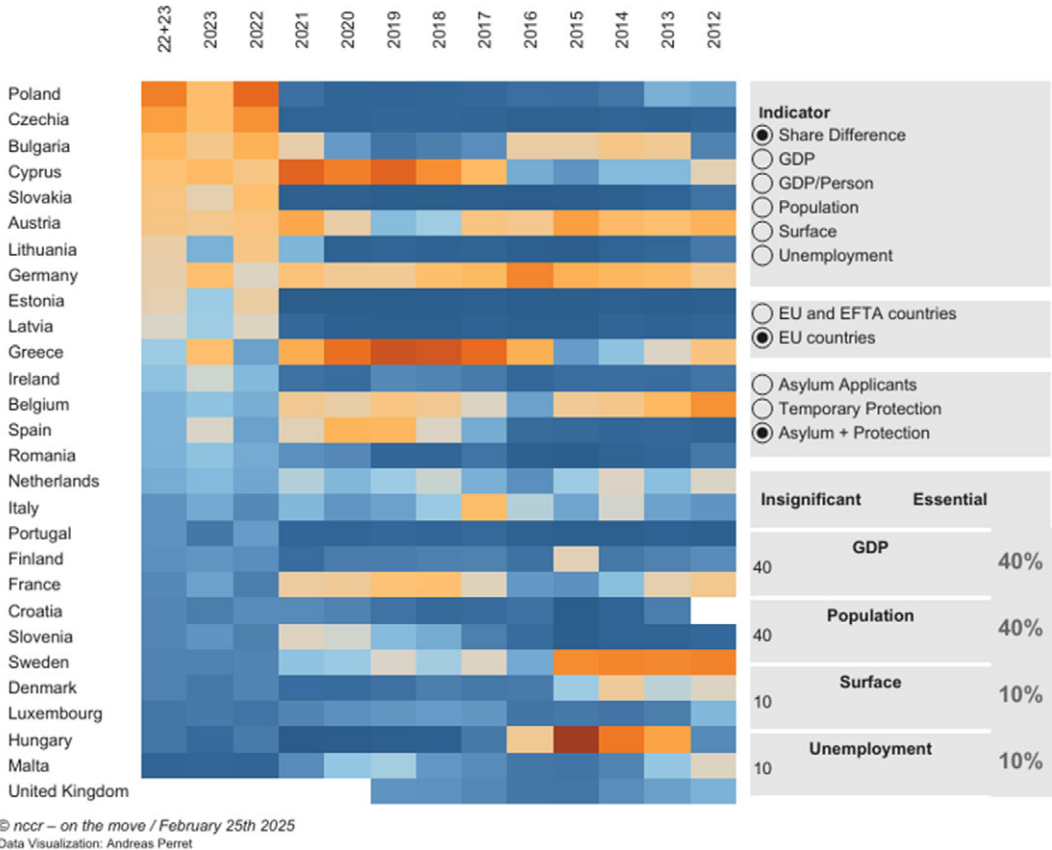 22+23 2023 2022 2021 2020 2019 2018 2017 2016 2015 2014 2013 2012
Poland
Czechia
Bulgaria
Cyprus
Slovakia
Austria
Lithuania
Germany
Estonia
Latvia
Greece
Ireland
Belgium
Spain
Romania
Netherlands
Italy
Portugal
Finland
France
Croatia
Slovenia
Sweden
Denmark
Luxembourg
Hungary
Malta
United Kingdom
Indicator
Share Difference
GDP
GDP/Person
Population
Surface
Unemployment
EU and EFTA countries
EU countries
Asylum Applicants
Temporary Protection
Asylum + Protection
Insignificant Essential
GDP
40 40%
Population
40 40%
Surface
10 10%
Unemployment
10 10%
© nccr – on the move / February 25th 2025
Data Visualization: Andreas Perret